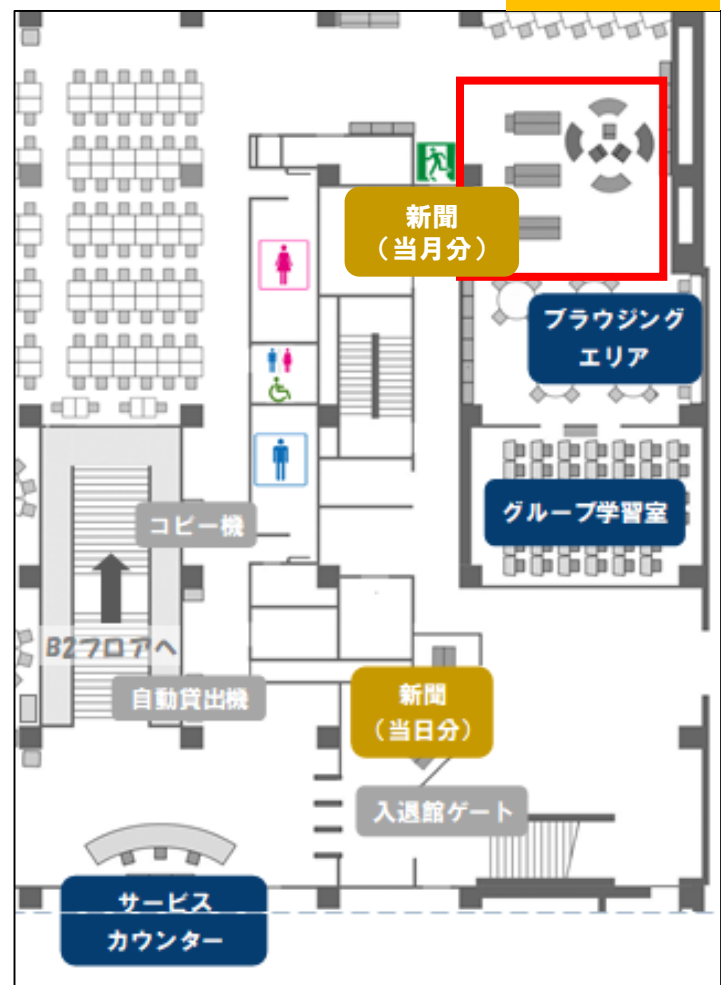 新聞
（当月分）
ブラウジング
エリア
グループ学習室
コピー機
B2フロアへ
自動貸出機
新聞
（当日分）
入退館ゲート
サービス
カウンター